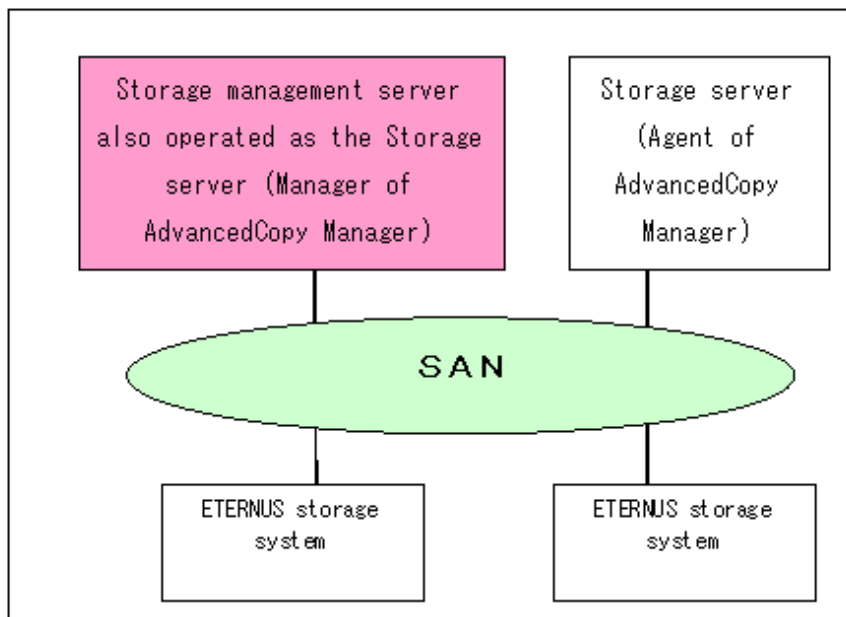 Storage management server
also operated as the Storage
server (Manager of
AdvancedCopy Manager)
Storage server
(Agent of
AdvancedCopy
Manager)
SAN
ETERNUS storage
system
ETERNUS storage
system